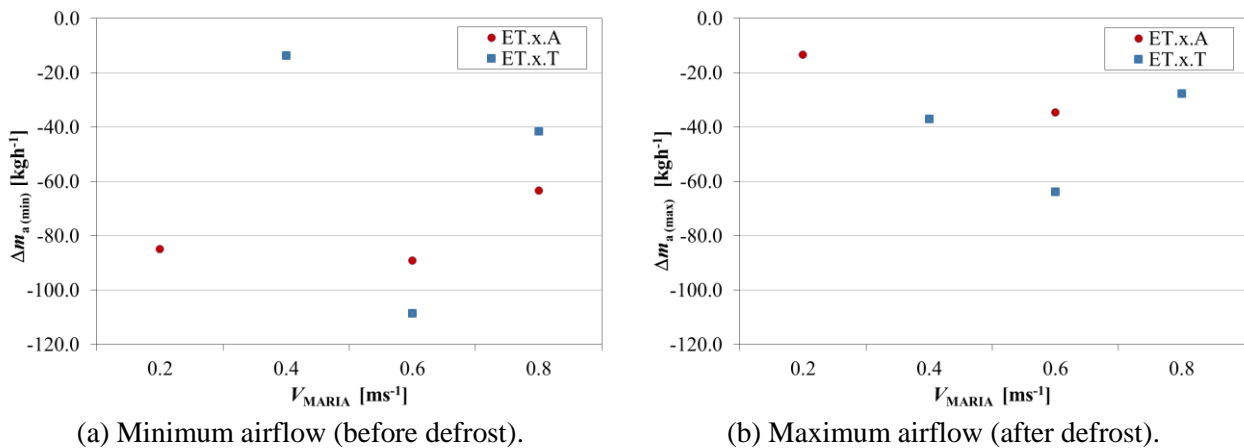 0.0
-20.0
-40.0
-60.0
-80.0
-100.0
-120.0
Δm a (min) [kgh-1]
ET.x.A
ET.x.T
0.2 0.4 0.6 0.8
VMARIA [ms-1]
(a) Minimum airflow (before defrost).
0.0
-20.0
-40.0
-60.0
-80.0
-100.0
-120.0
Δm a (max) [kgh-1]
ET.x.A
ET.x.T
0.2 0.4 0.6 0.8
VMARIA [ms-1]
(b) Maximum airflow (after defrost).